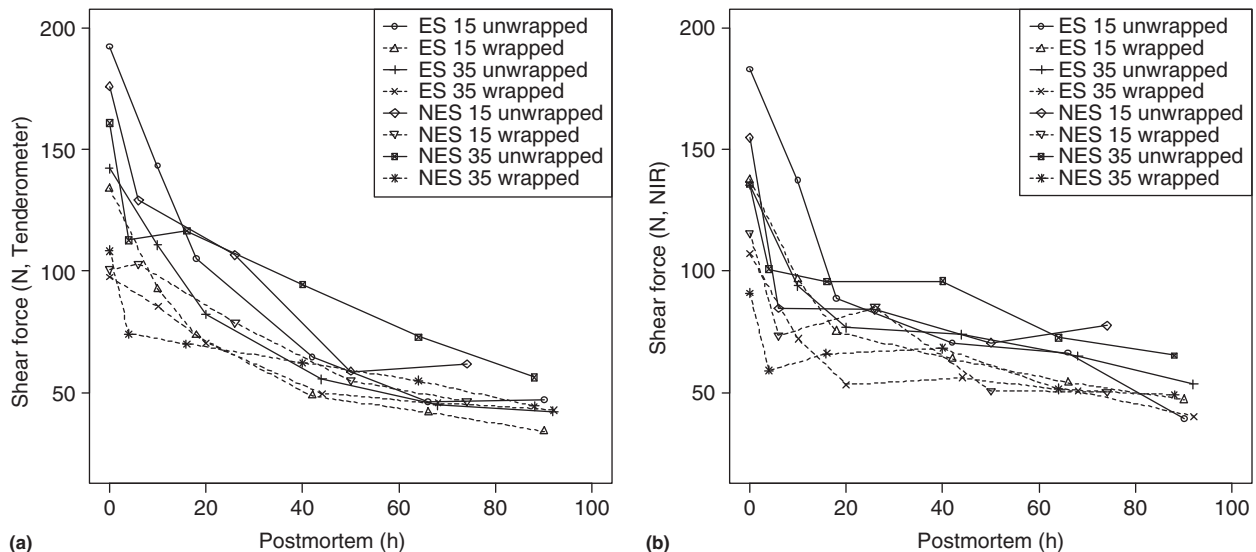 200
150
100
50
Shear force (N, Tenderometer)
ES 15 unwrapped
ES 15 wrapped
ES 35 unwrapped
ES 35 wrapped
NES 15 unwrapped
NES 15 wrapped
NES 35 unwrapped
NES 35 wrapped
0 20 40 60 80 100
(a) Postmortem (h)
200
150
100
50
Shear force (N, NIR)
ES 15 unwrapped
ES 15 wrapped
ES 35 unwrapped
ES 35 wrapped
NES 15 unwrapped
NES 15 wrapped
NES 35 unwrapped
NES 35 wrapped
0 20 40 60 80 100
(b) Postmortem (h)